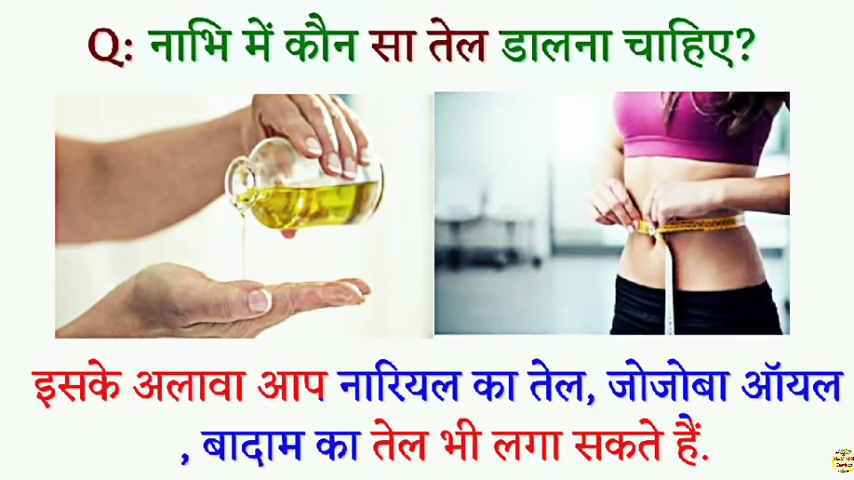 Q: नाभि में कौन सा तेल डालना चाहिए?
इसके अलावा आप नारियल का तेल, जोजोबा ऑयल
, बादाम का तेल भी लगा सकते हैं.